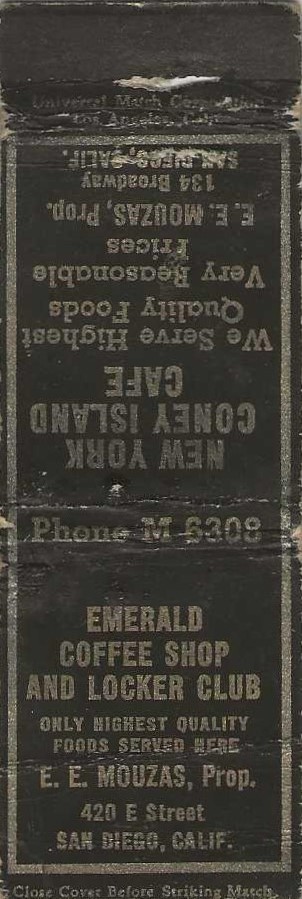 Universal Match Corporation
Los Angeles, Calif.
NEW YORK
CONEY ISLAND
CAFE
We Serve Highest
Quality Foods
Very Reasonable
Prices
E. E. MOUZAS, Prop.
134 Broadway
SAN DIEGO, CALIF.
Phone M 6308
EMERALD
COFFEE SHOP
AND LOCKER CLUB
ONLY HIGHEST QUALITY
FOODS SERVED HERE
E. E. MOUZAS, Prop.
420 E Street
SAN DIEGO, CALIF.
Close Cover Before Striking Match